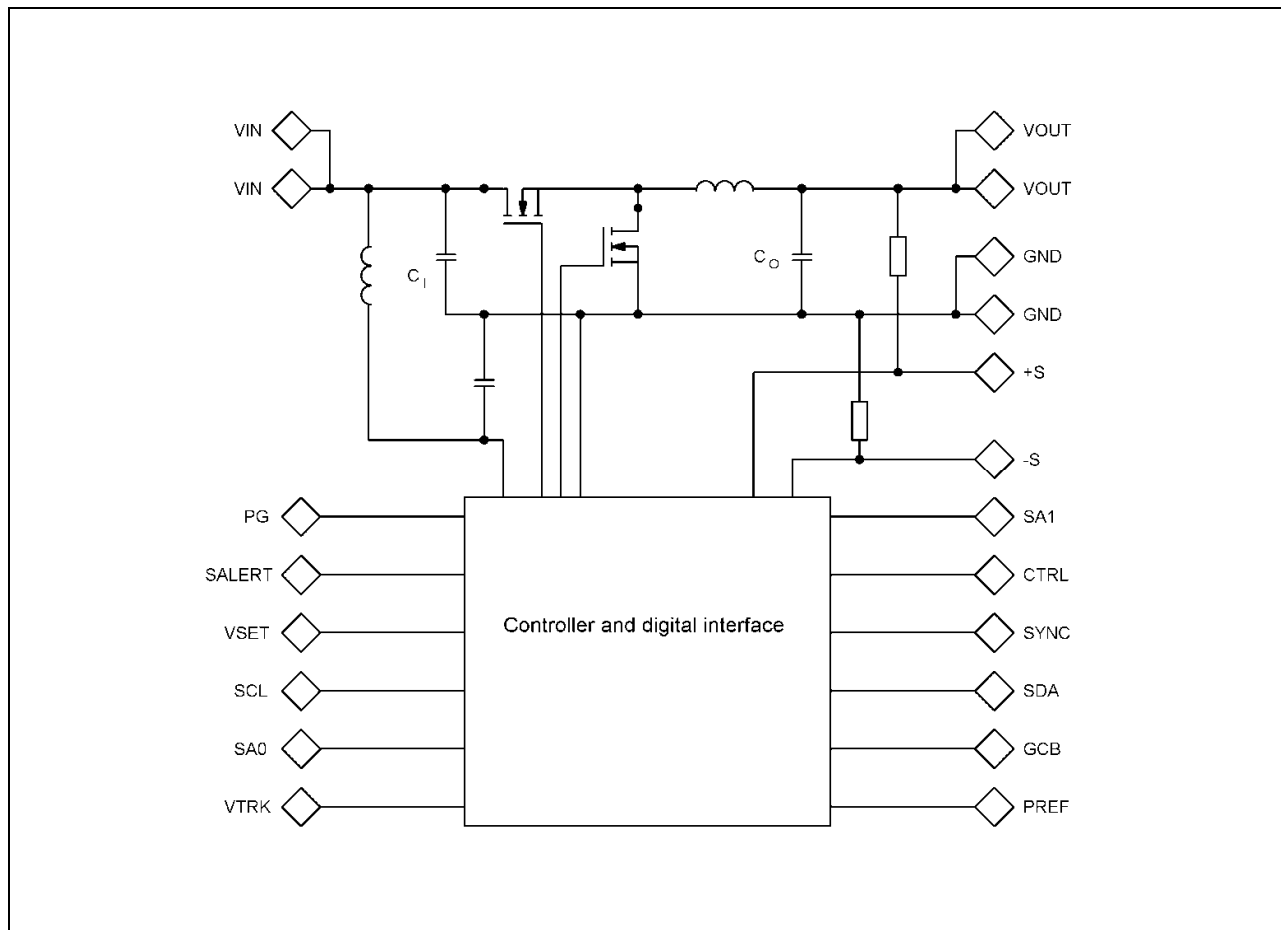 VIN
VOUT
VIN
VOUT
C I
C O
GND
GND
+S
-S
PG
SA1
SALERT
CTRL
Controller and digital interface
VSET
SYNC
SCL
SDA
SA0
GCB
VTRK
PREF